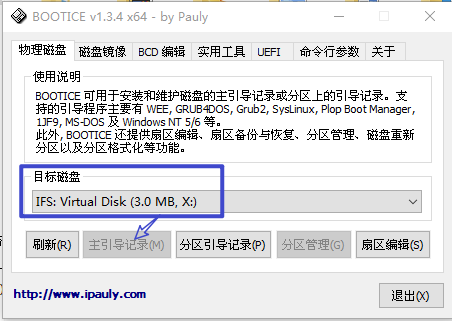 BOOTICE v1.3.4 x64 - by Pauly
物理磁盘 磁盘镜像 BCD 编辑 实用工具 UEFI 命令行参数 关于
使用说明
BOOTICE 可用于安装和维护磁盘的主引导记录或分区上的引导记录。支
持的引导程序主要有 WEE, GRUB4DOS, Grub2, SysLinux, Plop Boot Manager,
1JF9, MS-DOS 及 Windows NT 5/6 等。
此外, BOOTICE 还提供扇区编辑、扇区备份与恢复、分区管理、磁盘重新
分区以及分区格式化等功能。
目标磁盘
IFS: Virtual Disk (3.0 MB, X:)
刷新(R) 主引导记录(M) 分区引导记录(P) 分区管理(G) 扇区编辑(S)
http://www.ipauly.com 退出(X)